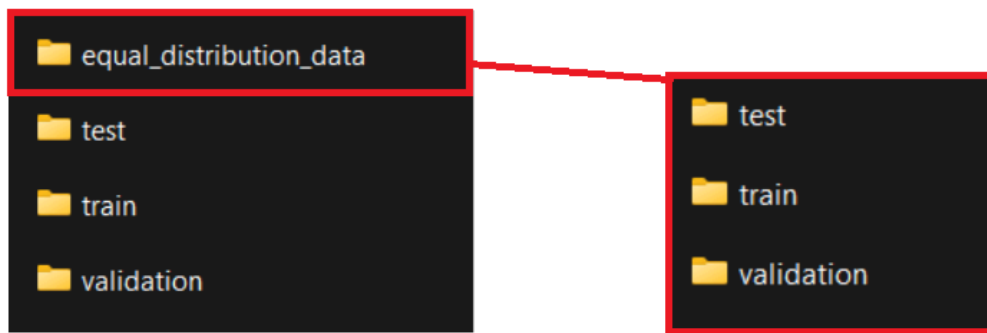 equal_distribution_data
test
train
validation
test
train
validation